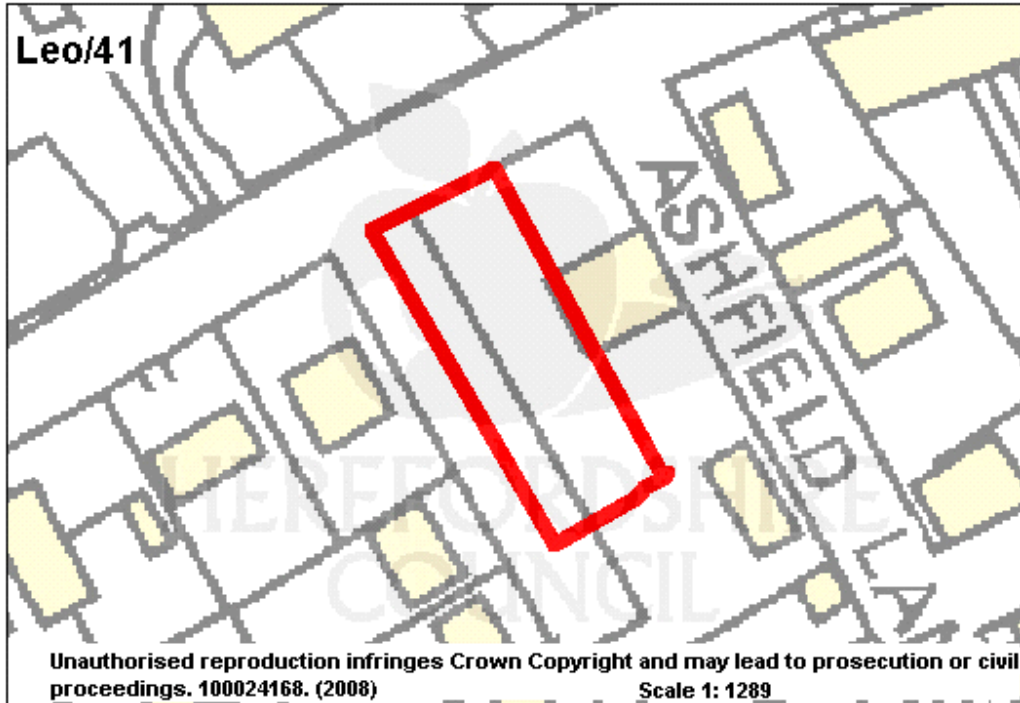 Leo/41
ASHFIELD LAN
HEREFORDSHIRE
COUNCIL
Unauthorised reproduction infringes Crown Copyright and may lead to prosecution or civil
proceedings. 100024168. (2008) Scale 1: 1289